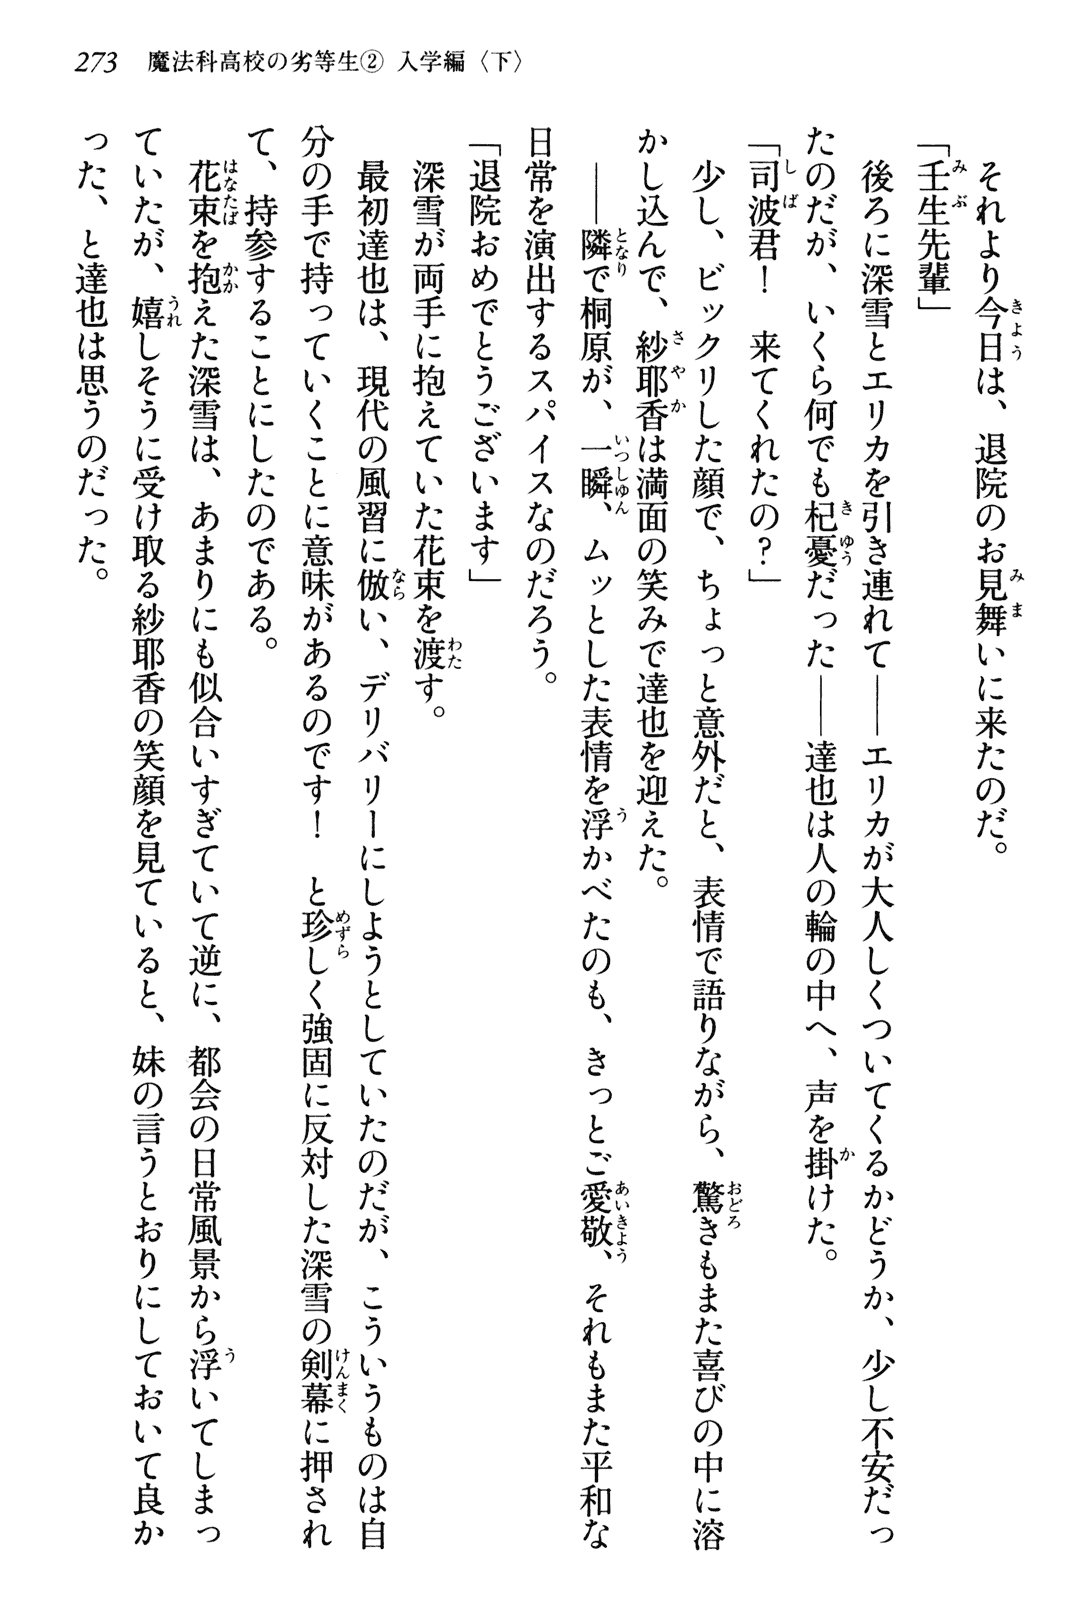 273　魔法科高校の劣等生② 入学編〈下〉
　それより今日は、退院のお見舞いに来たのだ。
「壬生先輩」
　後ろに深雪とエリカを引き連れて――エリカが大人しくついてくるかどうか、少し不安だっ
たのだが、いくら何でも杞憂だった――達也は人の輪の中へ、声を掛けた。
「司波君！　来てくれたの？」
　少し、ビックリした顔で、ちょっと意外だと、表情で語りながら、驚きもまた喜びの中に溶
かし込んで、紗耶香は満面の笑みで達也を迎えた。
　――隣で桐原が、一瞬、ムッとした表情を浮かべたのも、きっとご愛敬、それもまた平和な
日常を演出するスパイスなのだろう。
「退院おめでとうございます」
　深雪が両手に抱えていた花束を渡す。
　最初達也は、現代の風習に倣い、デリバリーにしようとしていたのだが、こういうものは自
分の手で持っていくことに意味があるのです！　と珍しく強固に反対した深雪の剣幕に押され
て、持参することにしたのである。
　花束を抱えた深雪は、あまりにも似合いすぎていて逆に、都会の日常風景から浮いてしまっ
ていたが、嬉しそうに受け取る紗耶香の笑顔を見ていると、妹の言うとおりにしておいて良か
った、と達也は思うのだった。